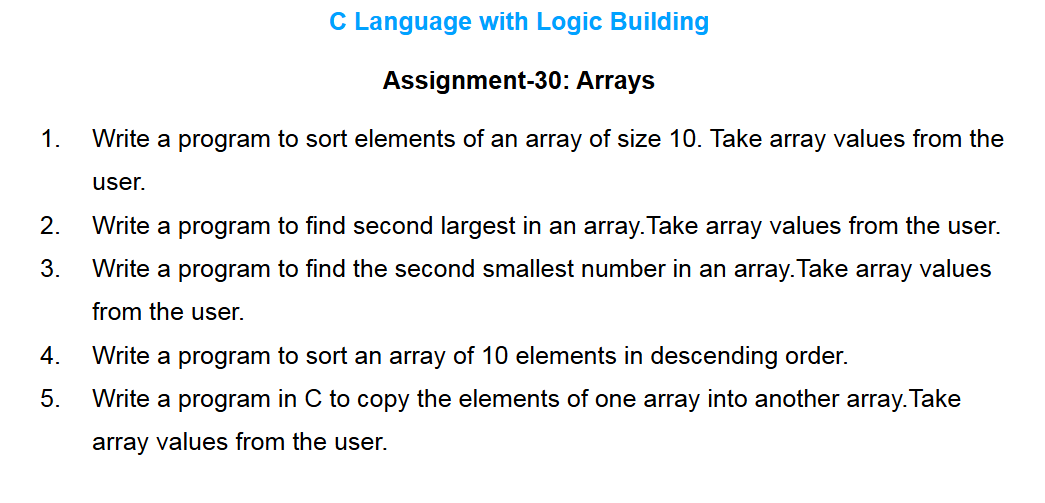 C Language with Logic Building
Assignment-30: Arrays
1. Write a program to sort elements of an array of size 10. Take array values from the
user.
2. Write a program to find second largest in an array.Take array values from the user.
3. Write a program to find the second smallest number in an array.Take array values
from the user.
4. Write a program to sort an array of 10 elements in descending order.
5. Write a program in C to copy the elements of one array into another array.Take
array values from the user.